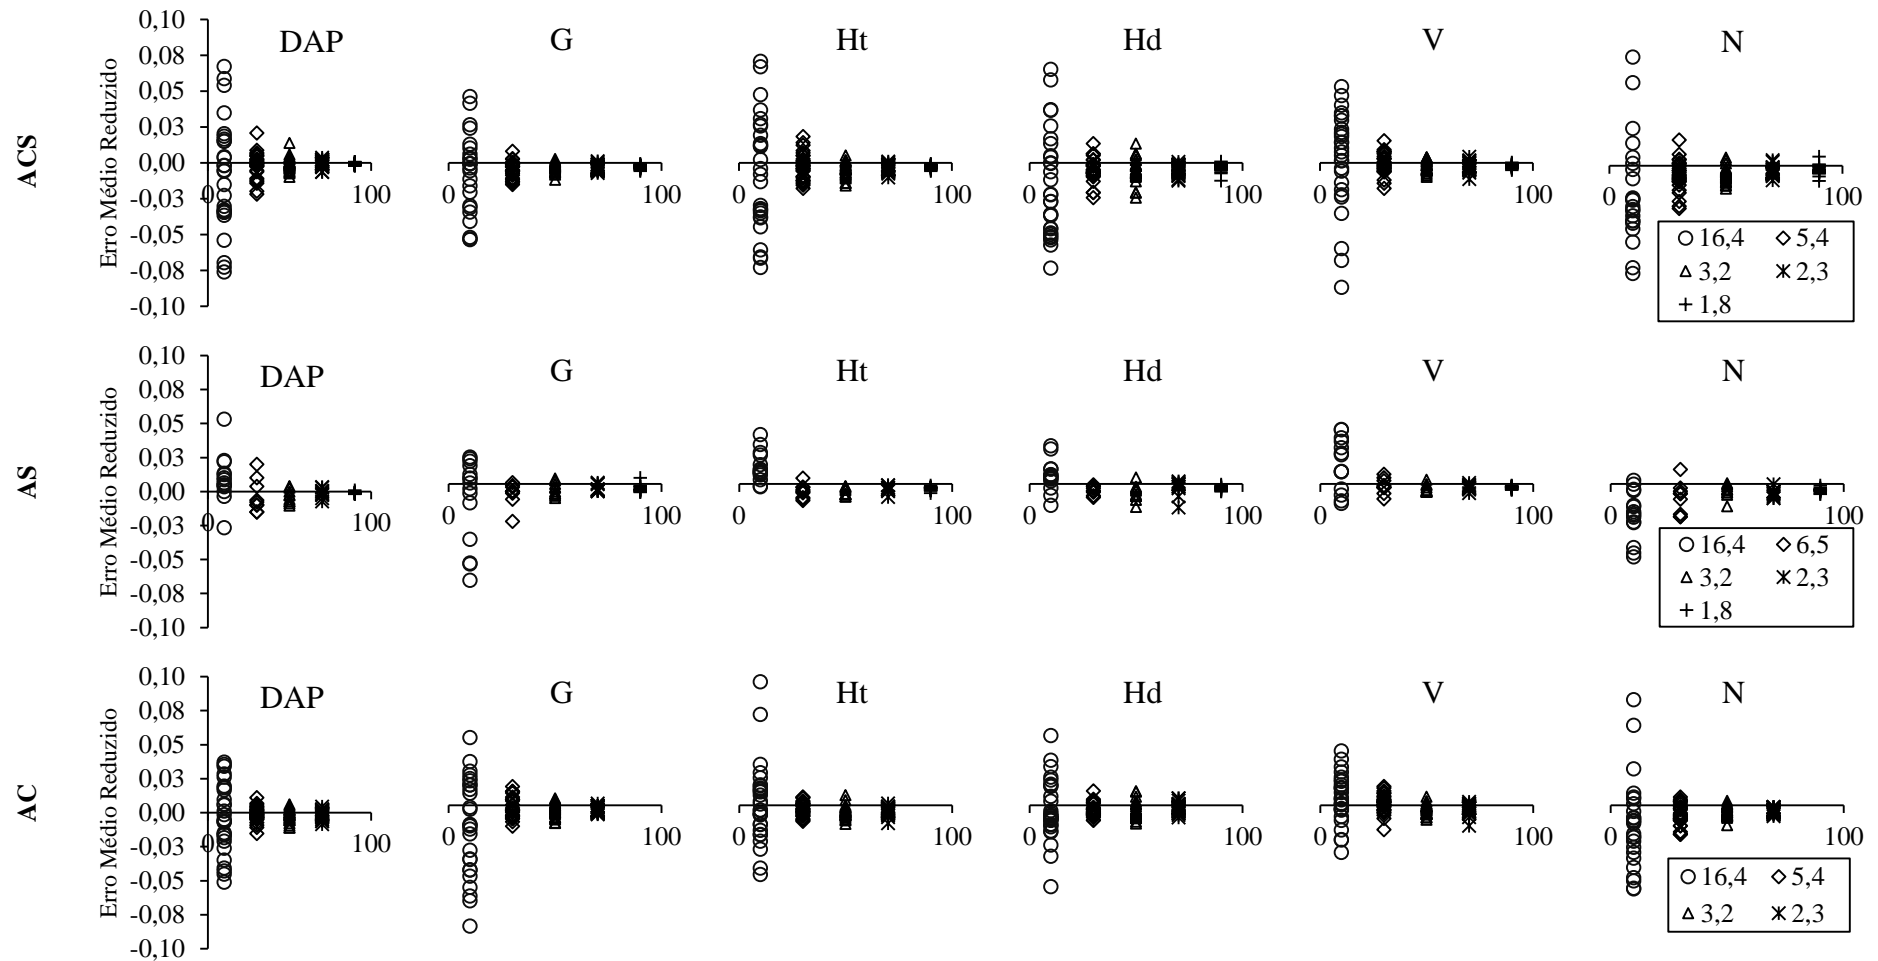 ACS
Erro Médio Reduzido
0,10
0,08
0,05
0,03
0,00
-0,03
-0,05
-0,08
-0,10
DAP
0 100
G
0 100
Ht
0 100
Hd
0 100
V
0 100
N
0 100
16,4 5,4
3,2 2,3
1,8
AS
Erro Médio Reduzido
0,10
0,08
0,05
0,03
0,00
-0,03
-0,05
-0,08
-0,10
DAP
0 100
G
0 100
Ht
0 100
Hd
0 100
V
0 100
N
0 100
16,4 6,5
3,2 2,3
1,8
AC
Erro Médio Reduzido
0,10
0,08
0,05
0,03
0,00
-0,03
-0,05
-0,08
-0,10
DAP
0 100
G
0 100
Ht
0 100
Hd
0 100
V
0 100
N
0 100
16,4 5,4
3,2 2,3